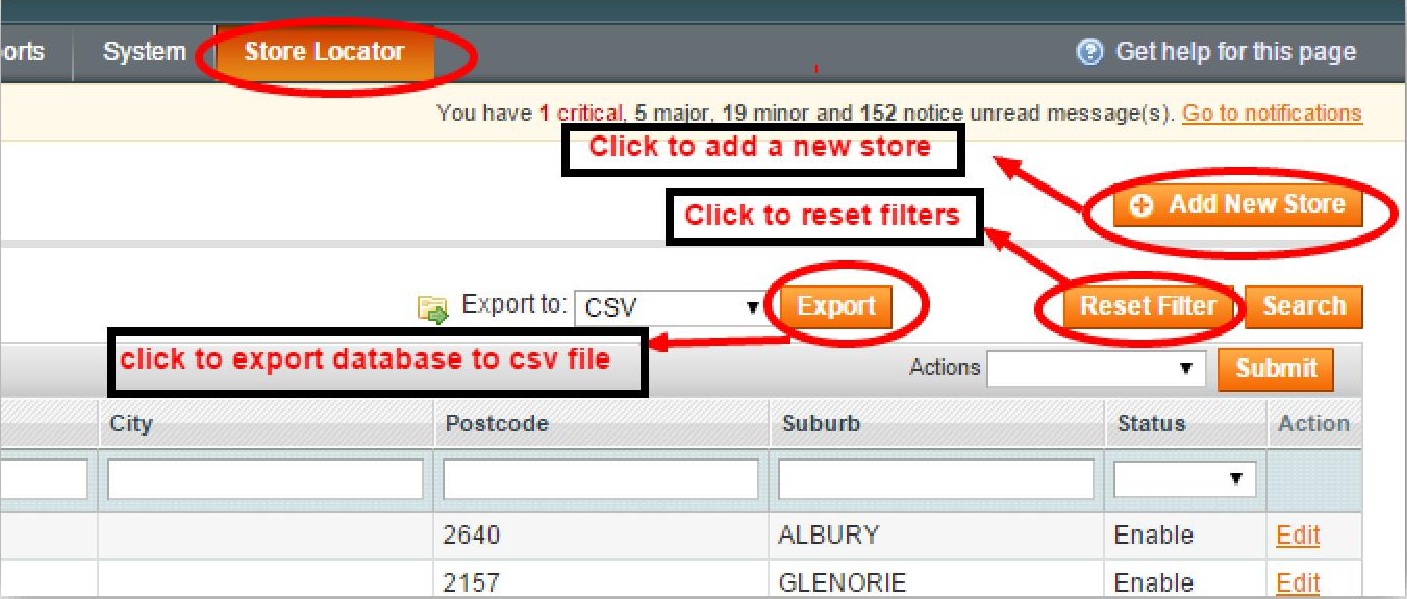 orts System Store Locator Get help for this page
You have 1 critical, 5 major, 19 minor and 152 notice unread message(s). Go to notifications
Click to add a new store
Add New Store
Click to reset filters
Export to: CSV Export Reset Filter Search
click to export database to csv file
Actions Submit
City Postcode Suburb Status Action
2640 ALBURY Enable Edit
2157 GLENORIE Enable Edit